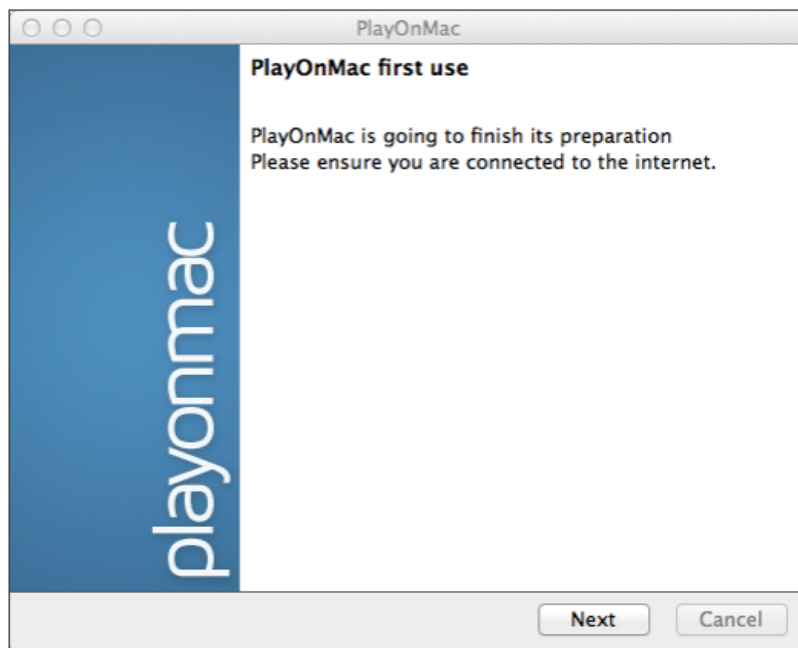 PlayOnMac
PlayOnMac first use
PlayOnMac is going to finish its preparation
Please ensure you are connected to the internet.
playonmac
Next
Cancel